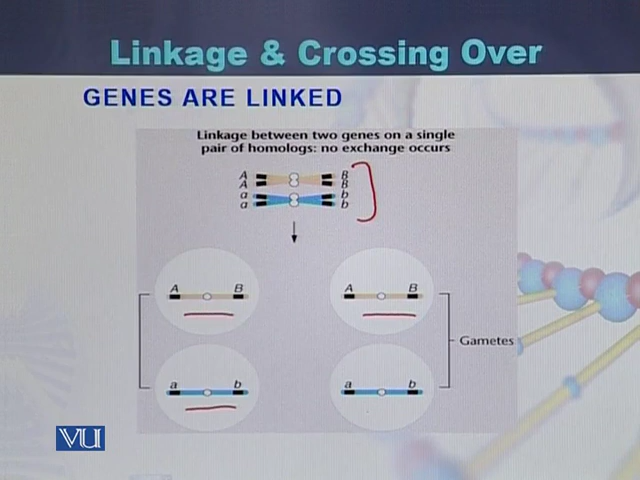 Linkage & Crossing Over
GENES ARE LINKED
Linkage between two genes on a single
pair of homologs: no exchange occurs
A B
A B
a b
a b
A B A B
Gametes
a b a b
VU